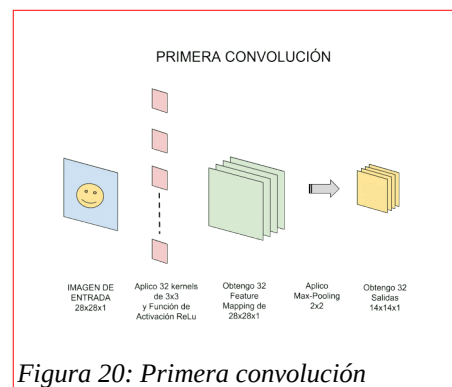 PRIMERA CONVOLUCIÓN
IMAGEN DE
ENTRADA
28x28x1
Aplico 32 kernels
de 3x3
y Función de
Activación ReLu
Obtengo 32
Feature
Mapping de
28x28x1
Aplico
Max-Pooling
2x2
Obtengo 32
Salidas
14x14x1
Figura 20: Primera convolución